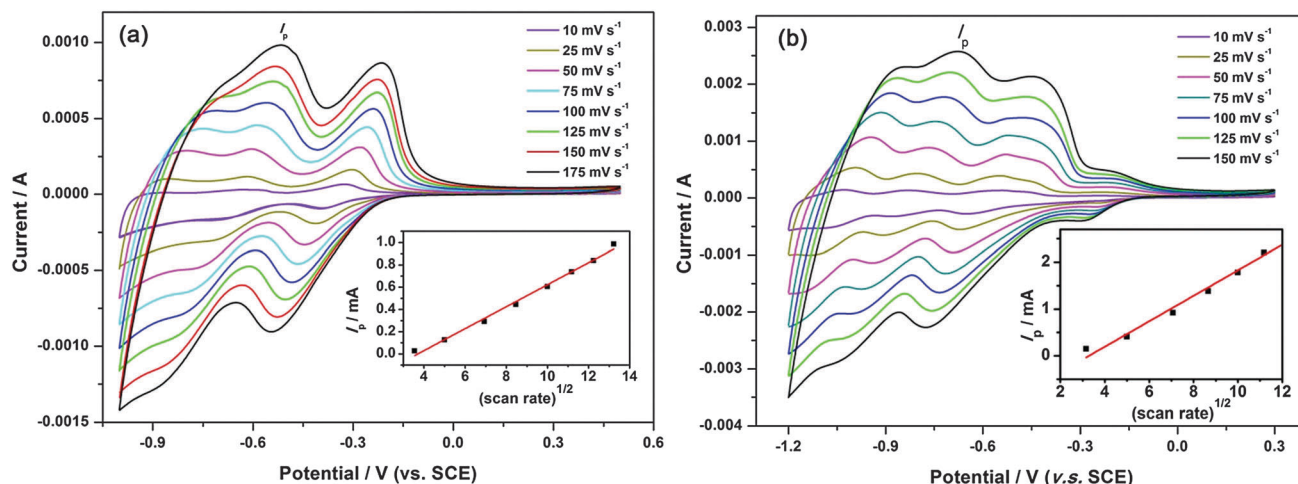 (a)
I p
10 mV s-1
25 mV s-1
50 mV s-1
75 mV s-1
100 mV s-1
125 mV s-1
150 mV s-1
175 mV s-1
0.0010
0.0005
0.0000
-0.0005
-0.0010
-0.0015
Current / A
-0.9
-0.6
-0.3
0.0
0.3
0.6
Potential / V (vs. SCE)
1.0
0.8
0.6
0.4
0.2
0.0
I p / mA
4
6
8
10
12
14
(scan rate)1/2
(b)
I p
10 mV s-1
25 mV s-1
50 mV s-1
75 mV s-1
100 mV s-1
125 mV s-1
150 mV s-1
0.003
0.002
0.001
0.000
-0.001
-0.002
-0.003
-0.004
Current / A
-1.2
-0.9
-0.6
-0.3
0.0
0.3
Potential / V (v.s. SCE)
2
1
0
I p / mA
2
4
6
8
10
12
(scan rate)1/2